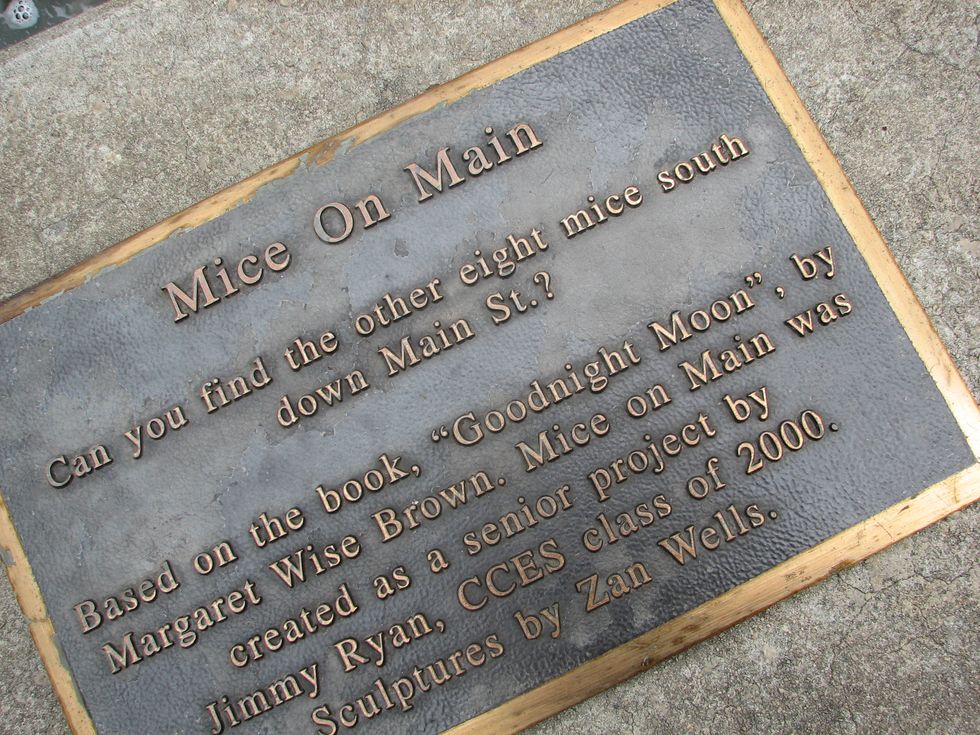 Mice On Main
Can you find the other eight mice south
down Main St.?
Based on the book, “Goodnight Moon”, by
Margaret Wise Brown. Mice on Main was
created as a senior project by
Jimmy Ryan, CCES class of 2000.
Sculptures by Zan Wells.